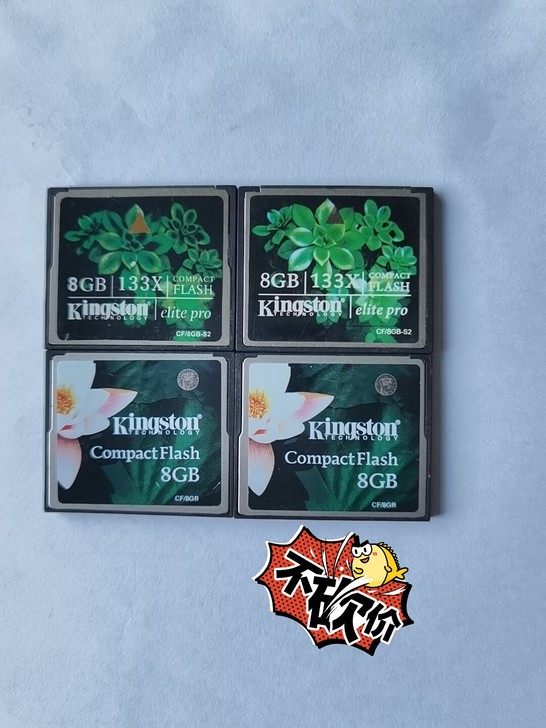 8GB 133X COMPACT FLASH
Kingston® elite pro
TECHNOLOGY
CF/8GB-S2
8GB 133X COMPACT FLASH
Kingston® elite pro
TECHNOLOGY
CF/8GB-S2
Kingston®
TECHNOLOGY
CompactFlash
8GB
CF/8GB
Kingston®
TECHNOLOGY
CompactFlash
8GB
CF/8GB
不砍价